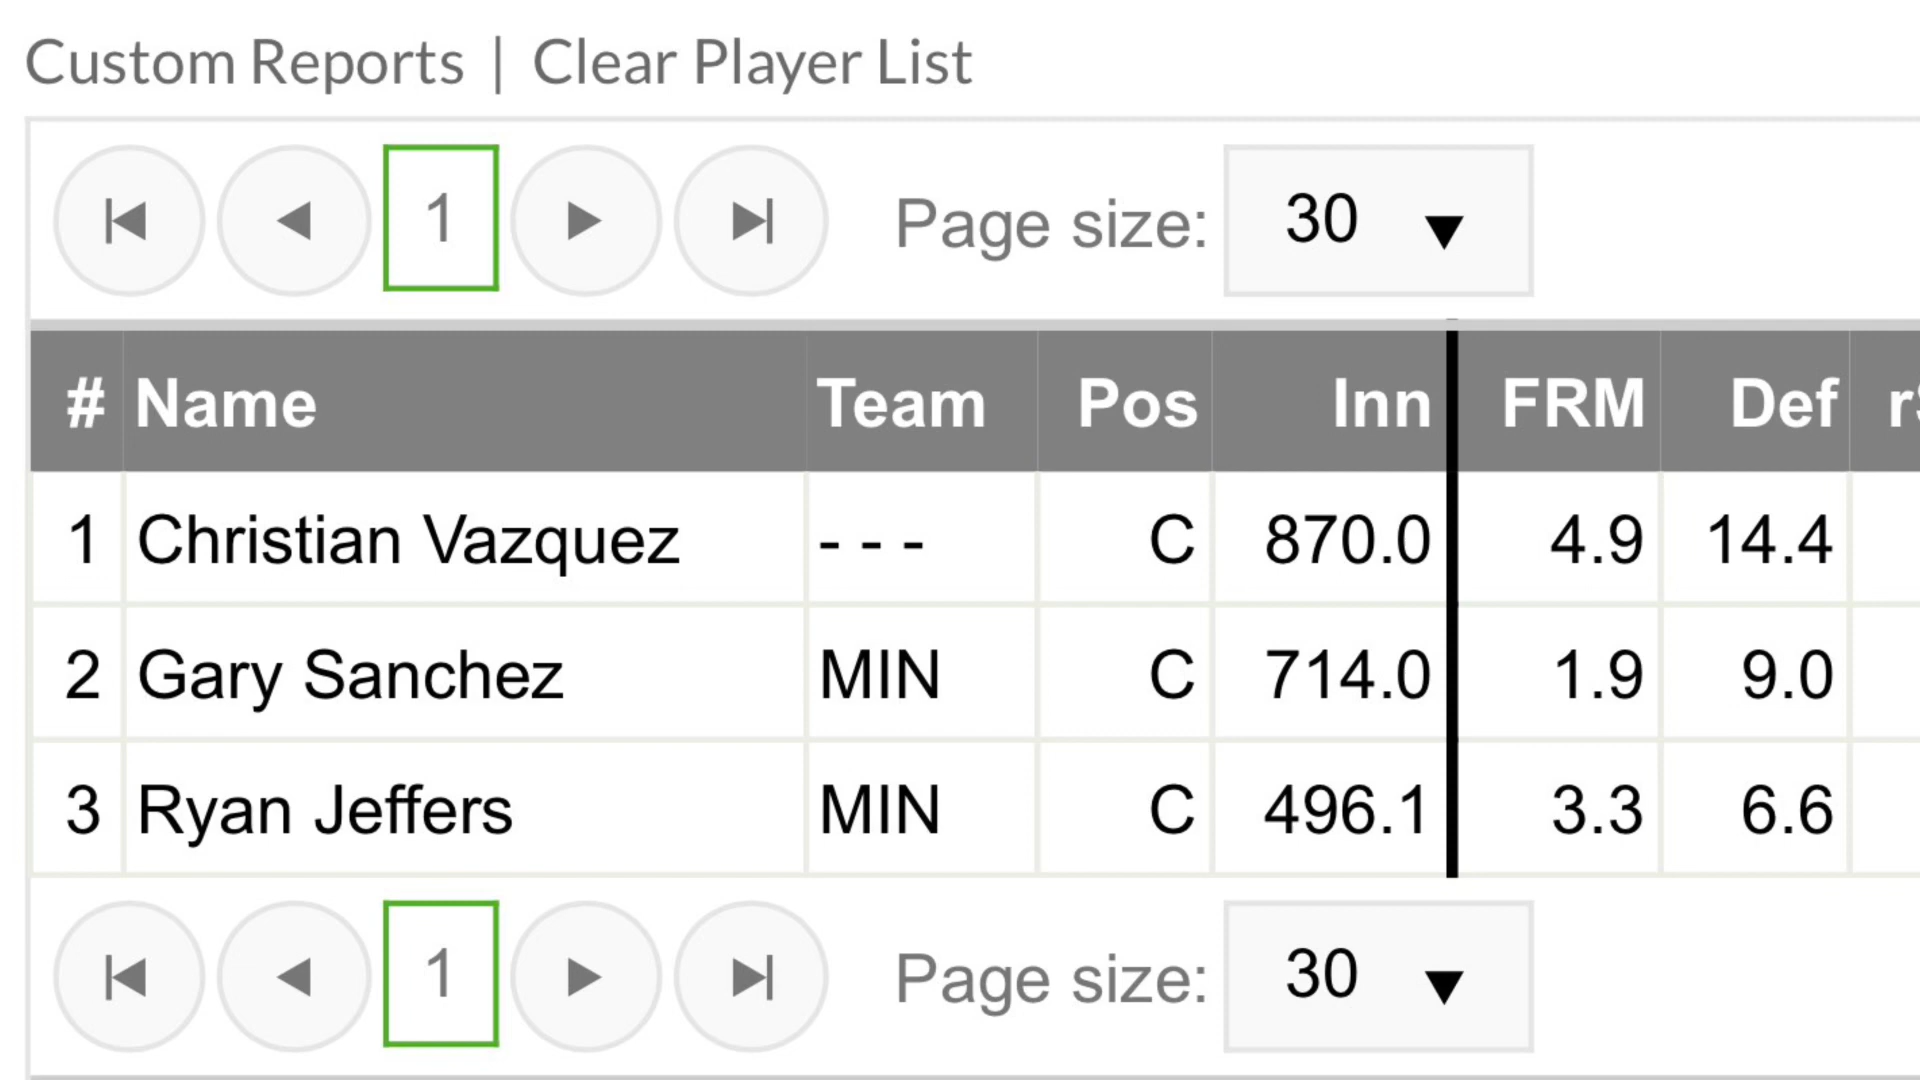 Custom Reports | Clear Player List
1 Page size: 30
# Name Team Pos Inn FRM Def
1 Christian Vazquez - - - C 870.0 4.9 14.4
2 Gary Sanchez MIN C 714.0 1.9 9.0
3 Ryan Jeffers MIN C 496.1 3.3 6.6
1 Page size: 30